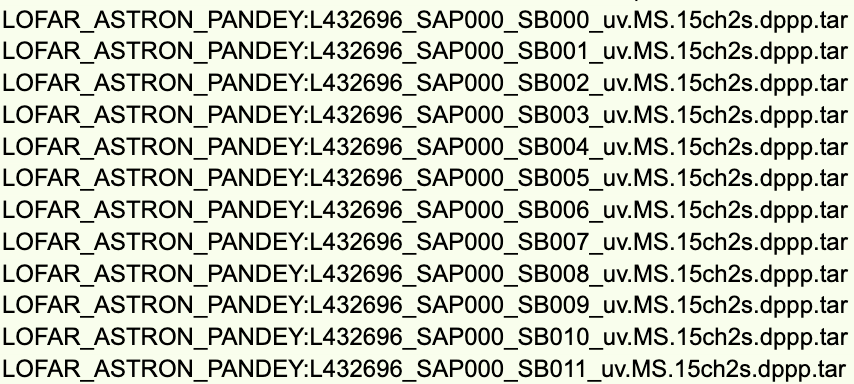 LOFAR_ASTRON_PANDEY:L432696_SAP000_SB000_uv.MS.15ch2s.dppp.tar
LOFAR_ASTRON_PANDEY:L432696_SAP000_SB001_uv.MS.15ch2s.dppp.tar
LOFAR_ASTRON_PANDEY:L432696_SAP000_SB002_uv.MS.15ch2s.dppp.tar
LOFAR_ASTRON_PANDEY:L432696_SAP000_SB003_uv.MS.15ch2s.dppp.tar
LOFAR_ASTRON_PANDEY:L432696_SAP000_SB004_uv.MS.15ch2s.dppp.tar
LOFAR_ASTRON_PANDEY:L432696_SAP000_SB005_uv.MS.15ch2s.dppp.tar
LOFAR_ASTRON_PANDEY:L432696_SAP000_SB006_uv.MS.15ch2s.dppp.tar
LOFAR_ASTRON_PANDEY:L432696_SAP000_SB007_uv.MS.15ch2s.dppp.tar
LOFAR_ASTRON_PANDEY:L432696_SAP000_SB008_uv.MS.15ch2s.dppp.tar
LOFAR_ASTRON_PANDEY:L432696_SAP000_SB009_uv.MS.15ch2s.dppp.tar
LOFAR_ASTRON_PANDEY:L432696_SAP000_SB010_uv.MS.15ch2s.dppp.tar
LOFAR_ASTRON_PANDEY:L432696_SAP000_SB011_uv.MS.15ch2s.dppp.tar